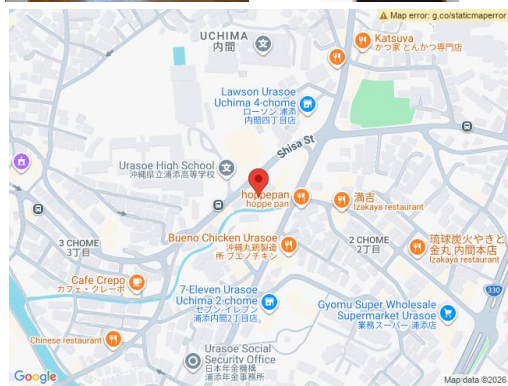 Map error: g.co/staticmaperror
UCHIMA
内間
Katsuya
かつ家 とんかつ専門店
Lawson Urasoe
Uchima 4-chome
ローソン 浦添
内間四丁目店
Shisa St
Urasoe High School
沖縄県立浦添高等学校
hoppepan
hoppe pan
満吉
Izakaya restaurant
3 CHOME
3丁目
Bueno Chicken Urasoe
沖縄丸鶏製造
所 ブエノチキン
2 CHOME
2丁目
琉球炭火やきと
金丸 内間本店
Izakaya restaurant
Cafe Crepo
カフェ・クレーポ
7-Eleven Urasoe
Uchima 2-chome
セブン-イレブン
浦添内間2丁目店
330
Gyomu Super Wholesale
Supermarket Urasoe
業務スーパー 浦添店
Chinese restaurant
Urasoe Social
Security Office
日本年金機構
浦添年金事務所
Google
Map data ©2026